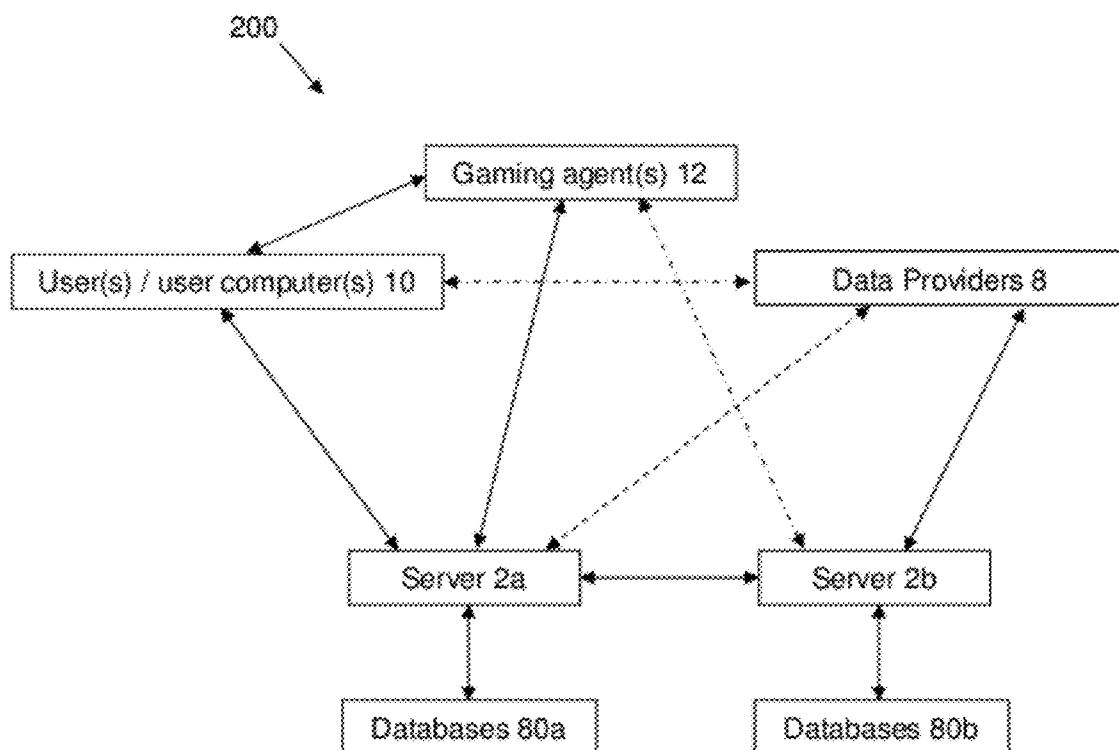 200
Gaming agent(s) 12
User(s) / user computer(s) 10
Data Providers 8
Server 2a
Server 2b
Databases 80a
Databases 80b